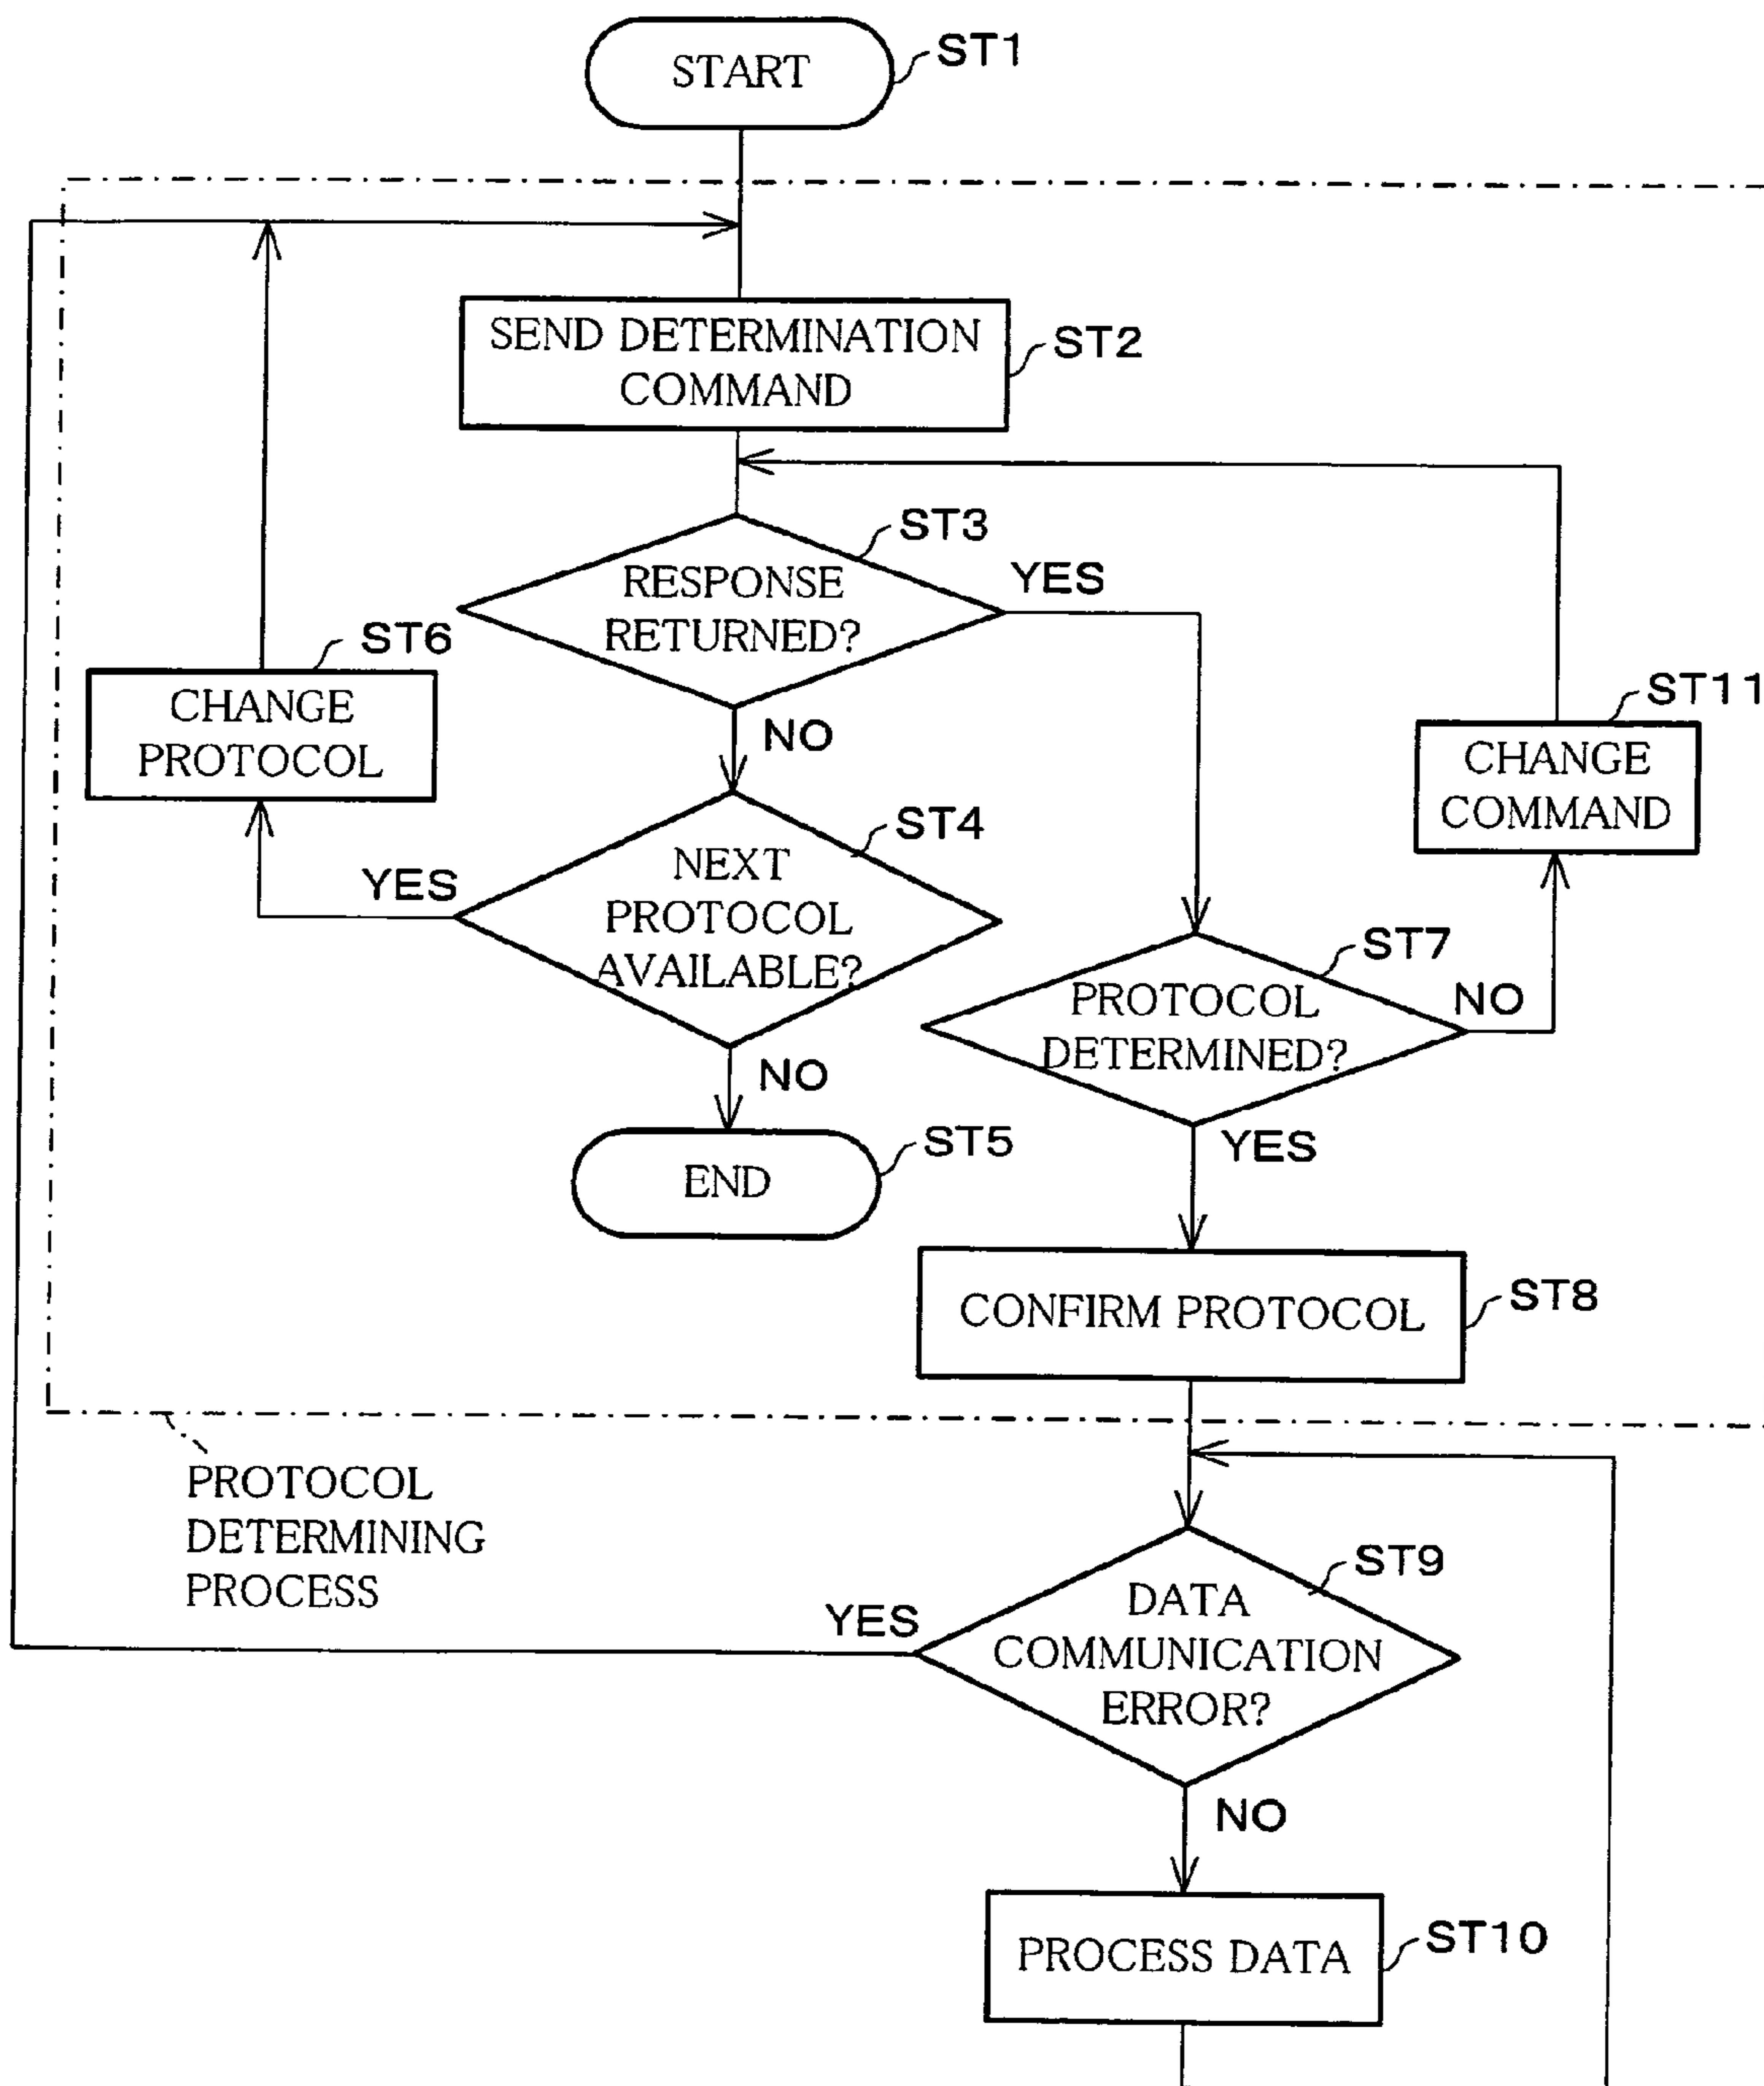 START
ST1
SEND DETERMINATION
COMMAND
ST2
ST3
RESPONSE
RETURNED?
YES
NO
ST6
CHANGE
PROTOCOL
ST11
CHANGE
COMMAND
ST4
NEXT
PROTOCOL
AVAILABLE?
YES
NO
ST7
PROTOCOL
DETERMINED?
NO
YES
END
ST5
CONFIRM PROTOCOL
ST8
PROTOCOL
DETERMINING
PROCESS
ST9
DATA
COMMUNICATION
ERROR?
YES
NO
PROCESS DATA
ST10